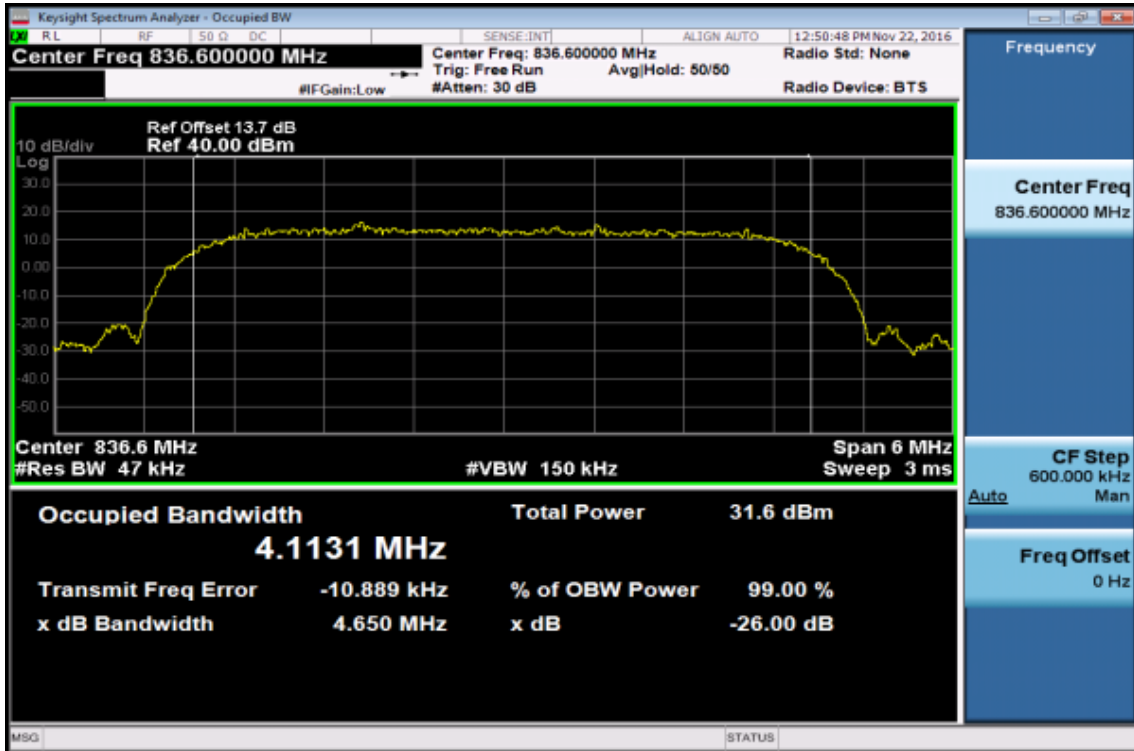 Keysight Spectrum Analyzer - Occupied BW
LXI RL RF 50 Ω DC SENSE:INT ALIGN AUTO 12:50:48 PM Nov 22, 2016
Center Freq 836.600000 MHz
Center Freq: 836.600000 MHz Radio Std: None
Trig: Free Run Avg|Hold: 50/50
#IFGain:Low #Atten: 30 dB Radio Device: BTS
Frequency
Ref Offset 13.7 dB
10 dB/div Ref 40.00 dBm
Log
30.0
20.0
10.0
0.00
-10.0
-20.0
-30.0
-40.0
-50.0
Center 836.6 MHz Span 6 MHz
#Res BW 47 kHz #VBW 150 kHz Sweep 3 ms
Center Freq
836.600000 MHz
CF Step
600.000 kHz
Auto Man
Freq Offset
0 Hz
Occupied Bandwidth Total Power 31.6 dBm
4.1131 MHz
Transmit Freq Error -10.889 kHz % of OBW Power 99.00 %
x dB Bandwidth 4.650 MHz x dB -26.00 dB
MSG STATUS